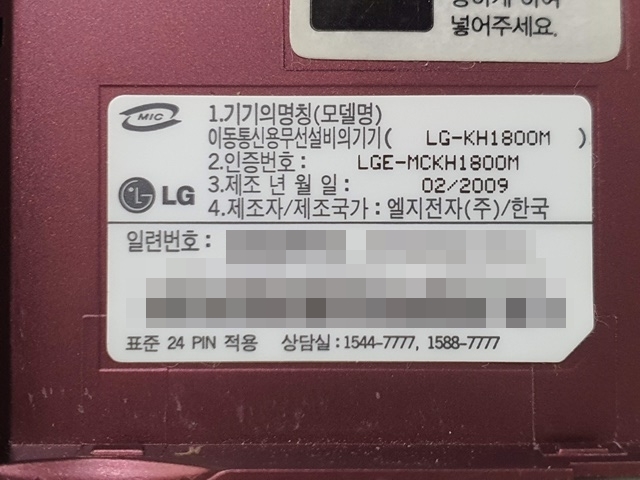 넣어주세요.
MIC
1.기기의명칭(모델명)
이동통신용무선설비의기기( LG-KH1800M )
2.인증번호: LGE-MCKH1800M
3.제조 년 월 일: 02/2009
LG
4.제조자/제조국가:엘지전자(주)/한국
일련번호:
표준 24 PIN 적용 상담실:1544-7777, 1588-7777